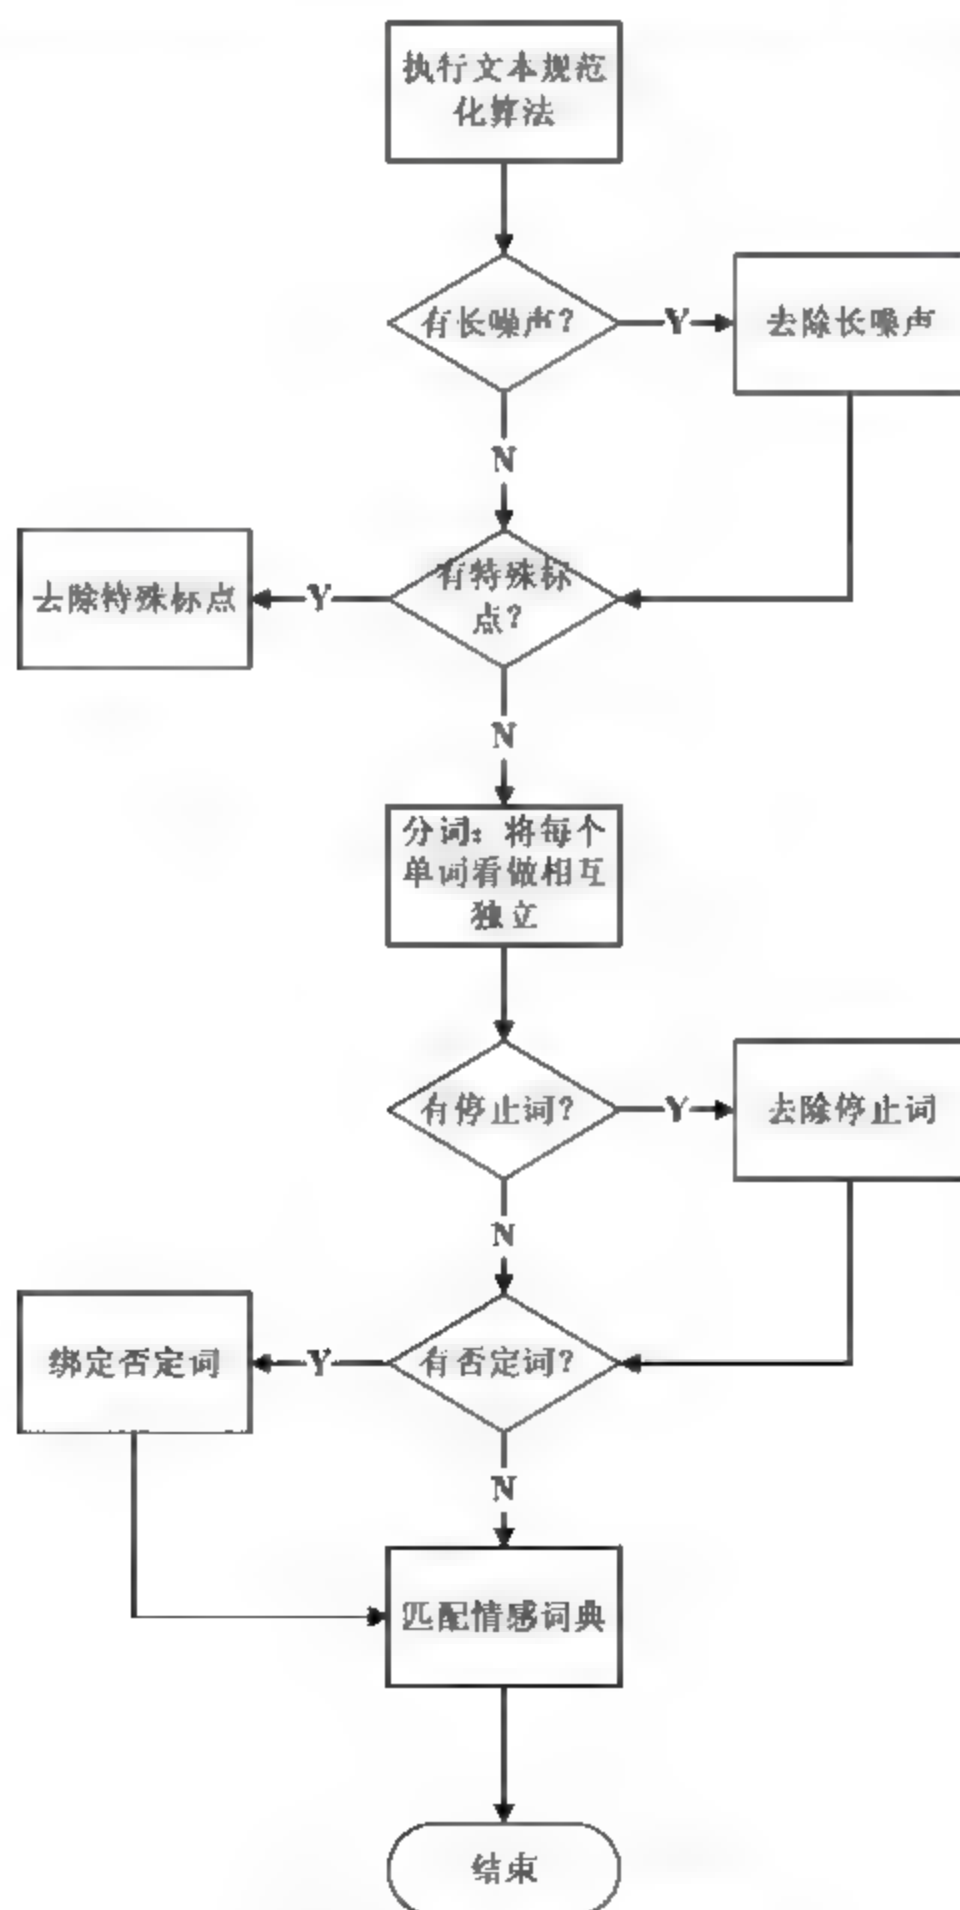 执行文本规范
化算法
有长噪声?
Y
去除长噪声
N
有特殊标
点?
Y
去除特殊标点
N
分词: 将每个
单词看做相互
独立
有停止词?
Y
去除停止词
N
有否定词?
Y
绑定否定词
N
匹配情感词典
结束